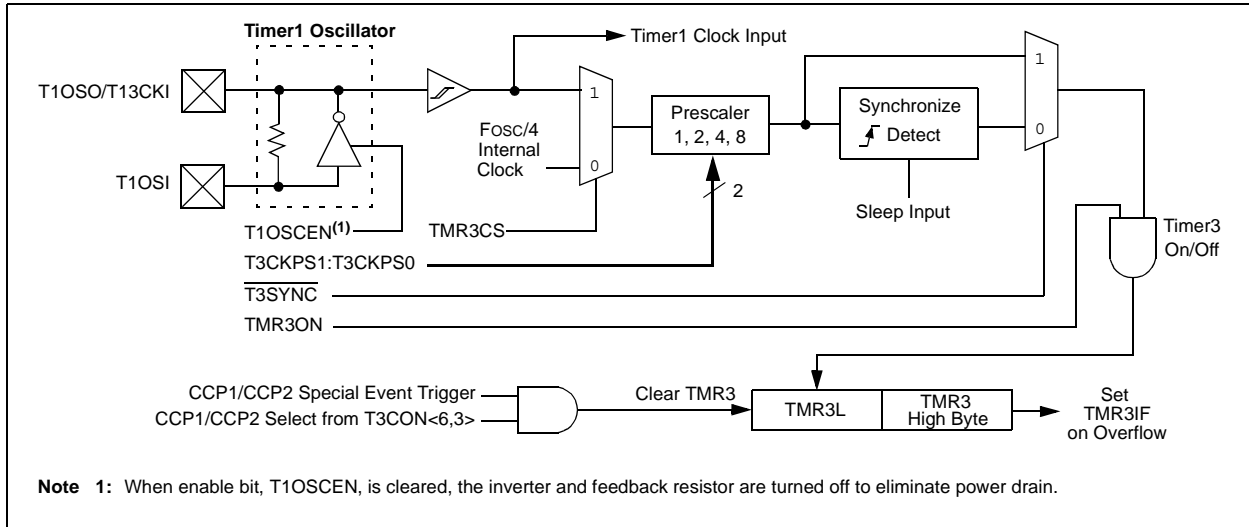 Timer1 Oscillator
Timer1 Clock Input
T1OSO/T13CKI
T1OSI
1
0
FOSC/4
Internal
Clock
Prescaler
1, 2, 4, 8
2
Synchronize
Detect
Sleep Input
1
0
T1OSCEN(1)
TMR3CS
T3CKPS1:T3CKPS0
T3SYNC
TMR3ON
Timer3
On/Off
CCP1/CCP2 Special Event Trigger
CCP1/CCP2 Select from T3CON<6,3>
Clear TMR3
TMR3L
TMR3
High Byte
Set
TMR3IF
on Overflow
Note 1: When enable bit, T1OSCEN, is cleared, the inverter and feedback resistor are turned off to eliminate power drain.